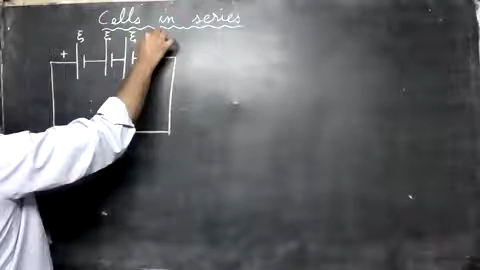 Cells in series
ξ ξ ξ
+